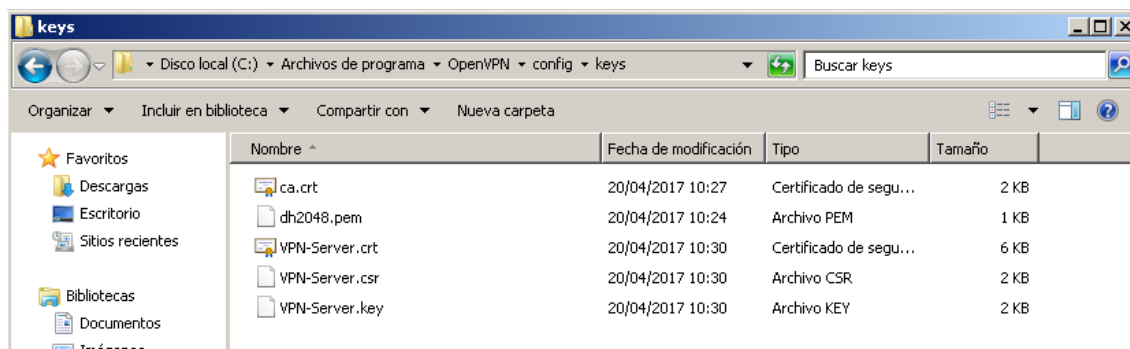 keys
Disco local (C:) Archivos de programa OpenVPN config keys
Buscar keys
Organizar Incluir en biblioteca Compartir con Nueva carpeta
Favoritos
Descargas
Escritorio
Sitios recientes
Bibliotecas
Documentos
Imágenes
Nombre Fecha de modificación Tipo Tamaño
ca.crt 20/04/2017 10:27 Certificado de segu... 2 KB
dh2048.pem 20/04/2017 10:24 Archivo PEM 1 KB
VPN-Server.crt 20/04/2017 10:30 Certificado de segu... 6 KB
VPN-Server.csr 20/04/2017 10:30 Archivo CSR 2 KB
VPN-Server.key 20/04/2017 10:30 Archivo KEY 2 KB